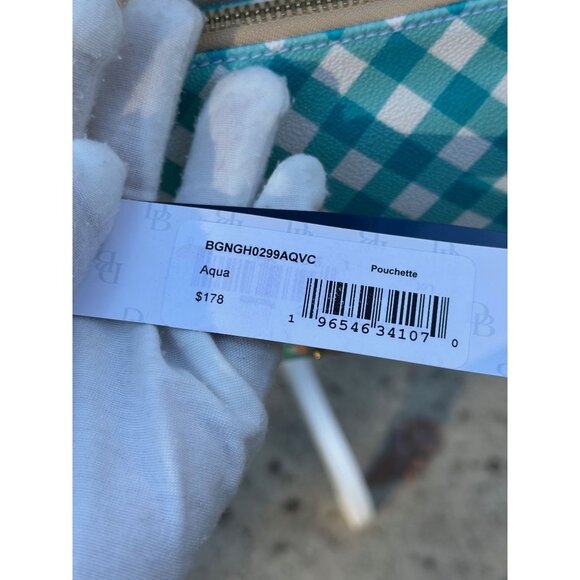 BGNGH0299AQVC
Pouchette
Aqua
$178
1 96546 34107 0